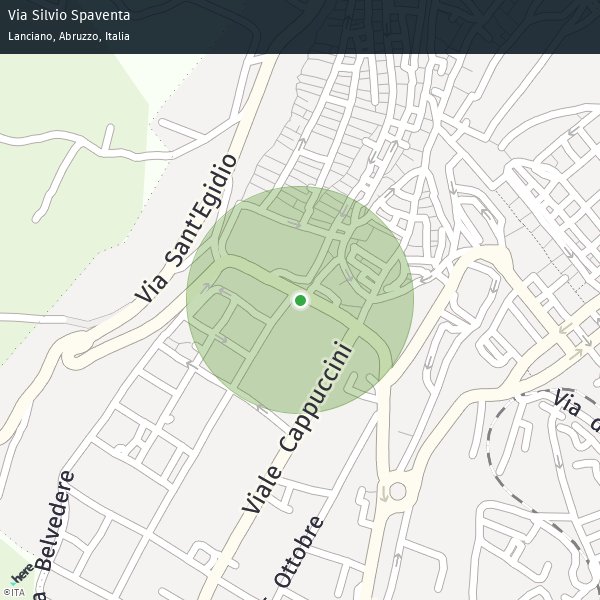 Via Silvio Spaventa
Lanciano, Abruzzo, Italia
Via Sant'Egidio
Viale Cappuccini
Via d
Belvedere
Ottobre
here
©ITA